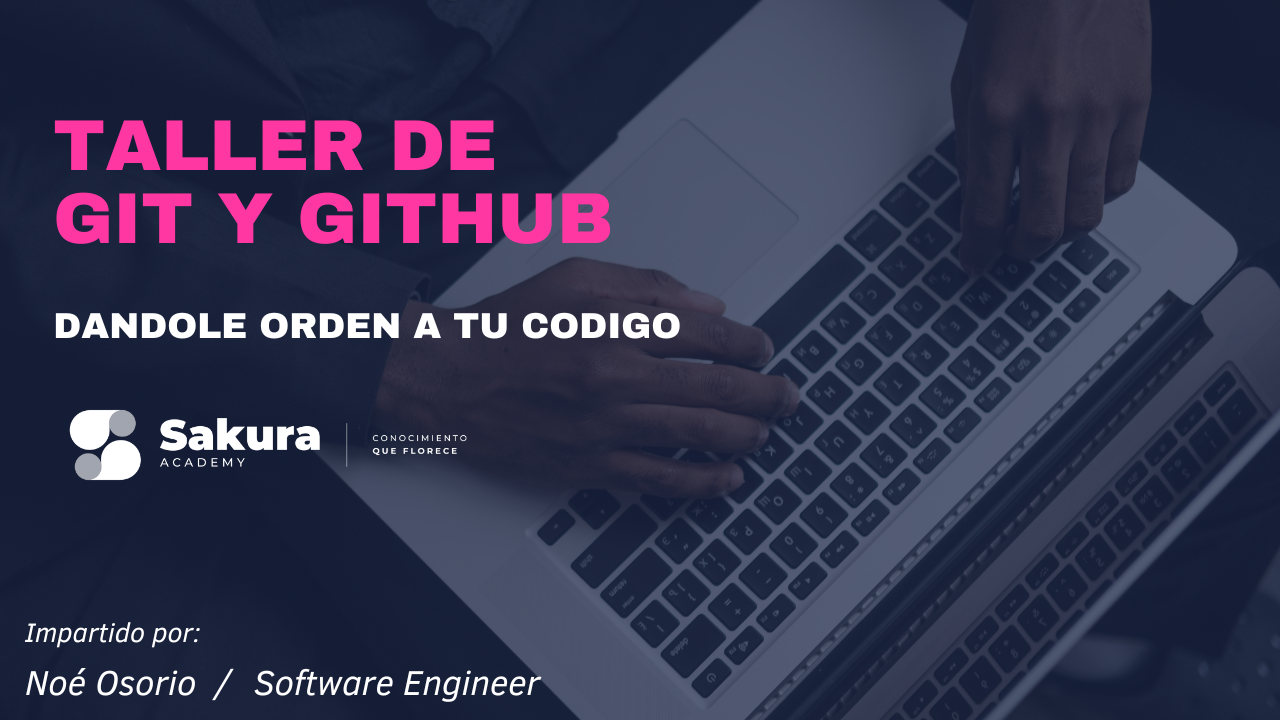 TALLER DE
GIT Y GITHUB
DANDOLE ORDEN A TU CODIGO
Sakura
ACADEMY
CONOCIMIENTO
QUE FLORECE
Impartido por:
Noé Osorio / Software Engineer